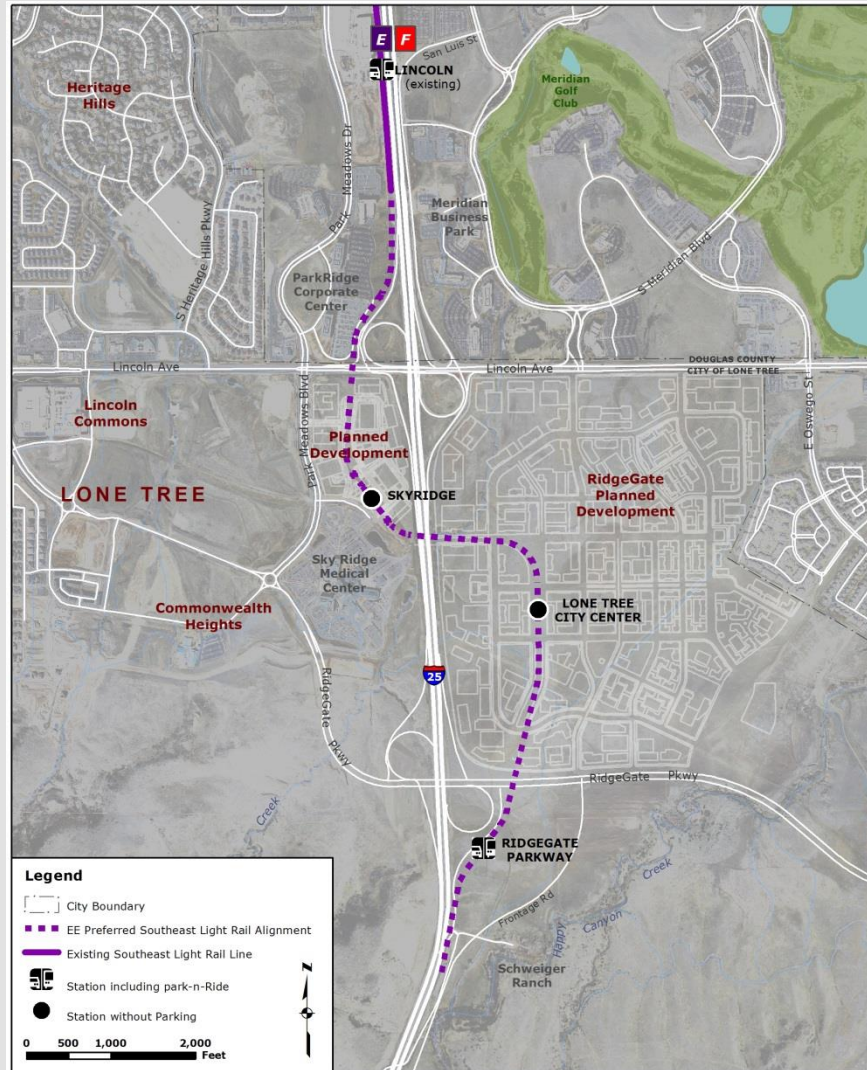 E F
San Luis St
LINCOLN
(existing)
Heritage
Hills
Meridian
Golf
Club
Park Meadows Dr
S Heritage Hills Pkwy
Meridian
Business
Park
ParkRidge
Corporate
Center
S Meridian Blvd
DOUGLAS COUNTY
CITY OF LONE TREE
Lincoln Ave
Lincoln Ave
E Oswego St
Lincoln
Commons
Park Meadows Blvd
Planned
Development
LONE TREE
SKYRIDGE
RidgeGate
Planned
Development
Sky Ridge
Medical
Center
Commonwealth
Heights
LONE TREE
CITY CENTER
25
RidgeGate Pkwy
RidgeGate Pkwy
Creek
RIDGEGATE
PARKWAY
Frontage Rd
Happy Canyon Creek
Schweiger
Ranch
Legend
City Boundary
EE Preferred Southeast Light Rail Alignment
Existing Southeast Light Rail Line
Station including park-n-Ride
Station without Parking
N
0 500 1,000 2,000
Feet